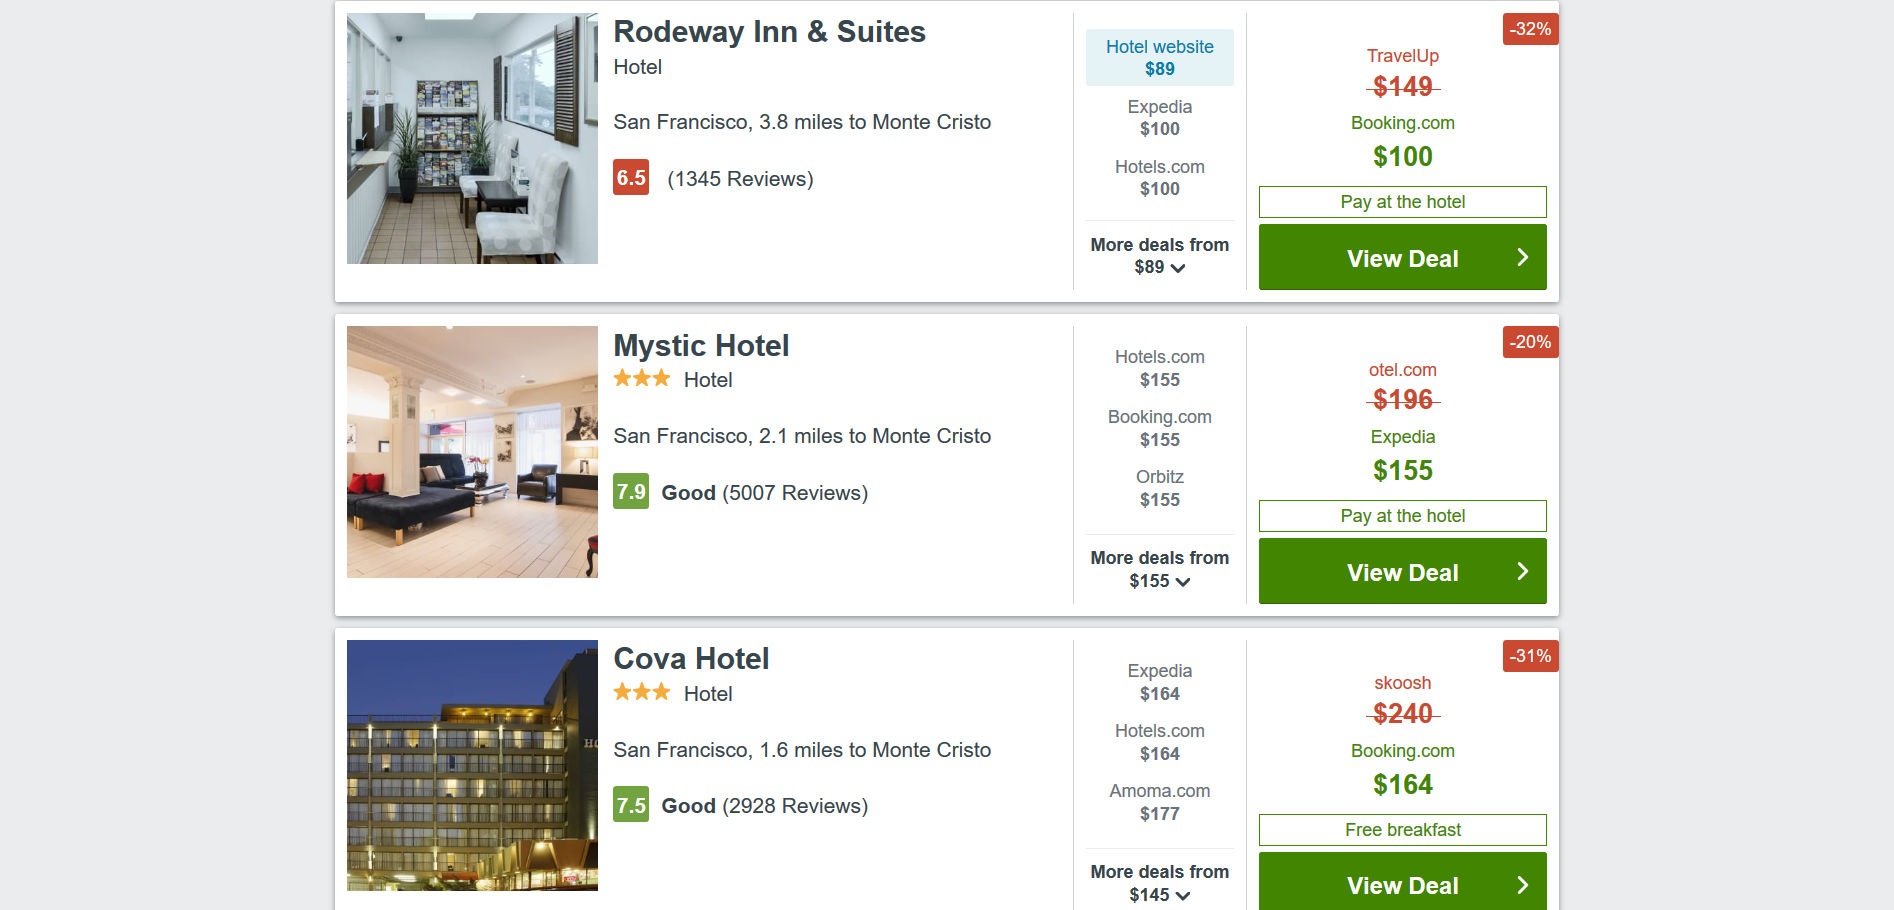 Rodeway Inn & Suites
Hotel
San Francisco, 3.8 miles to Monte Cristo
6.5 (1345 Reviews)
Hotel website
$89
Expedia
$100
Hotels.com
$100
More deals from
$89
-32%
TravelUp
$149
Booking.com
$100
Pay at the hotel
View Deal
Mystic Hotel
Hotel
San Francisco, 2.1 miles to Monte Cristo
7.9 Good (5007 Reviews)
Hotels.com
$155
Booking.com
$155
Orbitz
$155
More deals from
$155
-20%
otel.com
$196
Expedia
$155
Pay at the hotel
View Deal
Cova Hotel
Hotel
San Francisco, 1.6 miles to Monte Cristo
7.5 Good (2928 Reviews)
Expedia
$164
Hotels.com
$164
Amoma.com
$177
More deals from
$145
-31%
skoosh
$240
Booking.com
$164
Free breakfast
View Deal